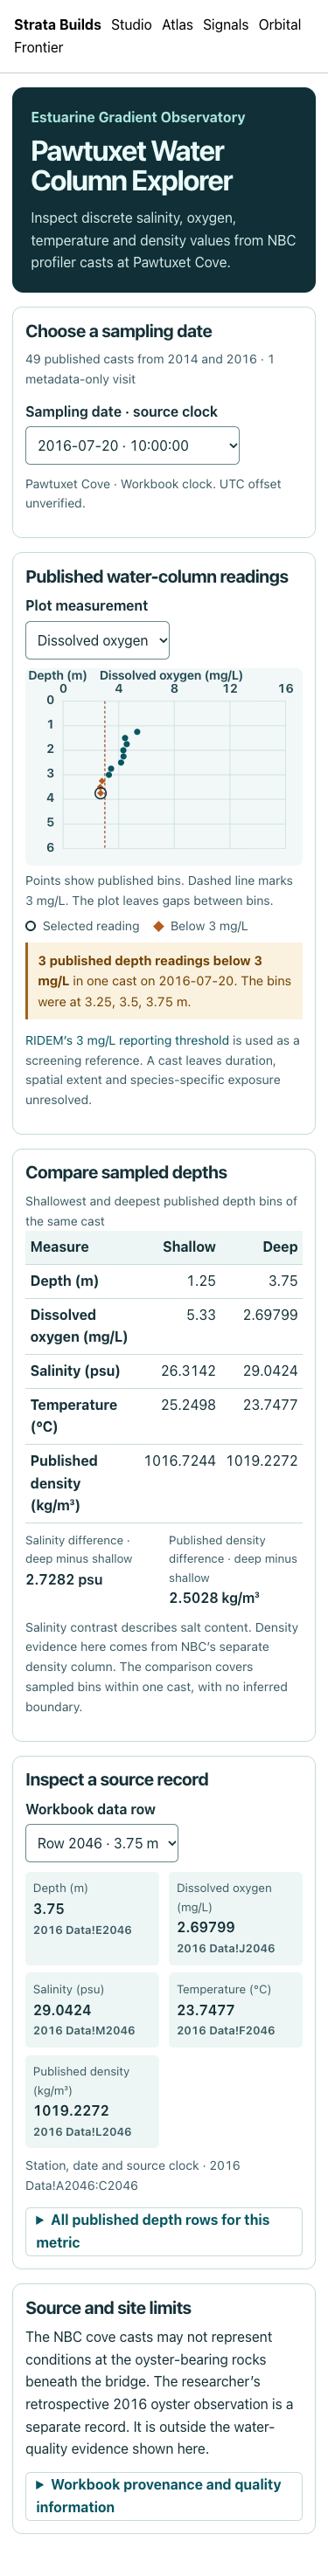 Strata Builds Studio Atlas Signals Orbital
Frontier
Estuarine Gradient Observatory
Pawtuxet Water
Column Explorer
Inspect discrete salinity, oxygen,
temperature and density values from NBC
profiler casts at Pawtuxet Cove.
Choose a sampling date
49 published casts from 2014 and 2016 · 1
metadata-only visit
Sampling date · source clock
2016-07-20 · 10:00:00
Pawtuxet Cove · Workbook clock. UTC offset
unverified.
Published water-column readings
Plot measurement
Dissolved oxygen
Depth (m) Dissolved oxygen (mg/L)
0 4 8 12 16
0
1
2
3
4
5
6
Points show published bins. Dashed line marks
3 mg/L. The plot leaves gaps between bins.
Selected reading Below 3 mg/L
3 published depth readings below 3
mg/L in one cast on 2016-07-20. The bins
were at 3.25, 3.5, 3.75 m.
RIDEM's 3 mg/L reporting threshold is used as a
screening reference. A cast leaves duration,
spatial extent and species-specific exposure
unresolved.
Compare sampled depths
Shallowest and deepest published depth bins of
the same cast
Measure Shallow Deep
Depth (m) 1.25 3.75
Dissolved 5.33 2.69799
oxygen (mg/L)
Salinity (psu) 26.3142 29.0424
Temperature 25.2498 23.7477
(°C)
Published 1016.7244 1019.2272
density
(kg/m³)
Salinity difference ·
deep minus shallow
2.7282 psu
Published density
difference · deep minus
shallow
2.5028 kg/m³
Salinity contrast describes salt content. Density
evidence here comes from NBC's separate
density column. The comparison covers
sampled bins within one cast, with no inferred
boundary.
Inspect a source record
Workbook data row
Row 2046 · 3.75 m
Depth (m)
3.75
2016 Data!E2046
Dissolved oxygen
(mg/L)
2.69799
2016 Data!J2046
Salinity (psu)
29.0424
2016 Data!M2046
Temperature (°C)
23.7477
2016 Data!F2046
Published density
(kg/m³)
1019.2272
2016 Data!L2046
Station, date and source clock · 2016
Data!A2046:C2046
All published depth rows for this
metric
Source and site limits
The NBC cove casts may not represent
conditions at the oyster-bearing rocks
beneath the bridge. The researcher's
retrospective 2016 oyster observation is a
separate record. It is outside the water-
quality evidence shown here.
Workbook provenance and quality
information